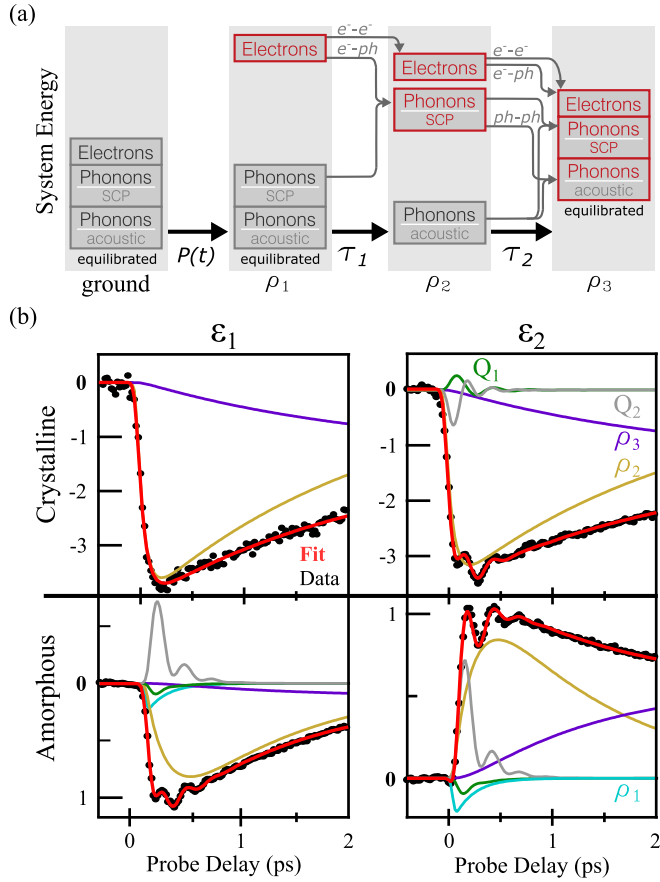 (a)
System Energy
Electrons
Phonons
SCP
Phonons
acoustic
equilibrated
ground
P(t)
Electrons
e⁻-e⁻
e⁻-ph
Phonons
SCP
Phonons
acoustic
equilibrated
ρ₁
τ₁
Electrons
Phonons
SCP
e⁻-e⁻
e⁻-ph
ph-ph
Phonons
acoustic
ρ₂
τ₂
Electrons
Phonons
SCP
Phonons
acoustic
equilibrated
ρ₃
(b)
ε₁
ε₂
Crystalline
0
-1
-2
-3
Fit
Data
0
-1
-2
-3
Q₁
Q₂
ρ₃
ρ₂
Amorphous
0
1
0 1 2
Probe Delay (ps)
1
0
ρ₁
0 1 2
Probe Delay (ps)